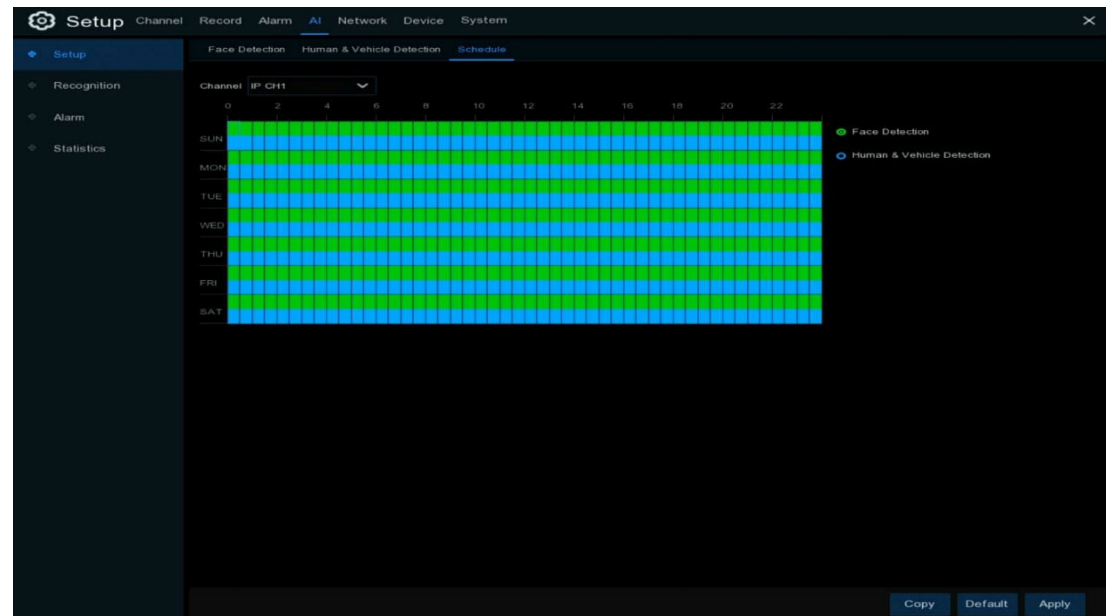 Setup Channel Record Alarm AI Network Device System
Setup
Recognition
Alarm
Statistics
Face Detection Human & Vehicle Detection Schedule
Channel IP CH1
0 2 4 6 8 10 12 14 16 18 20 22
SUN
MON
TUE
WED
THU
FRI
SAT
Face Detection
Human & Vehicle Detection
Copy Default Apply